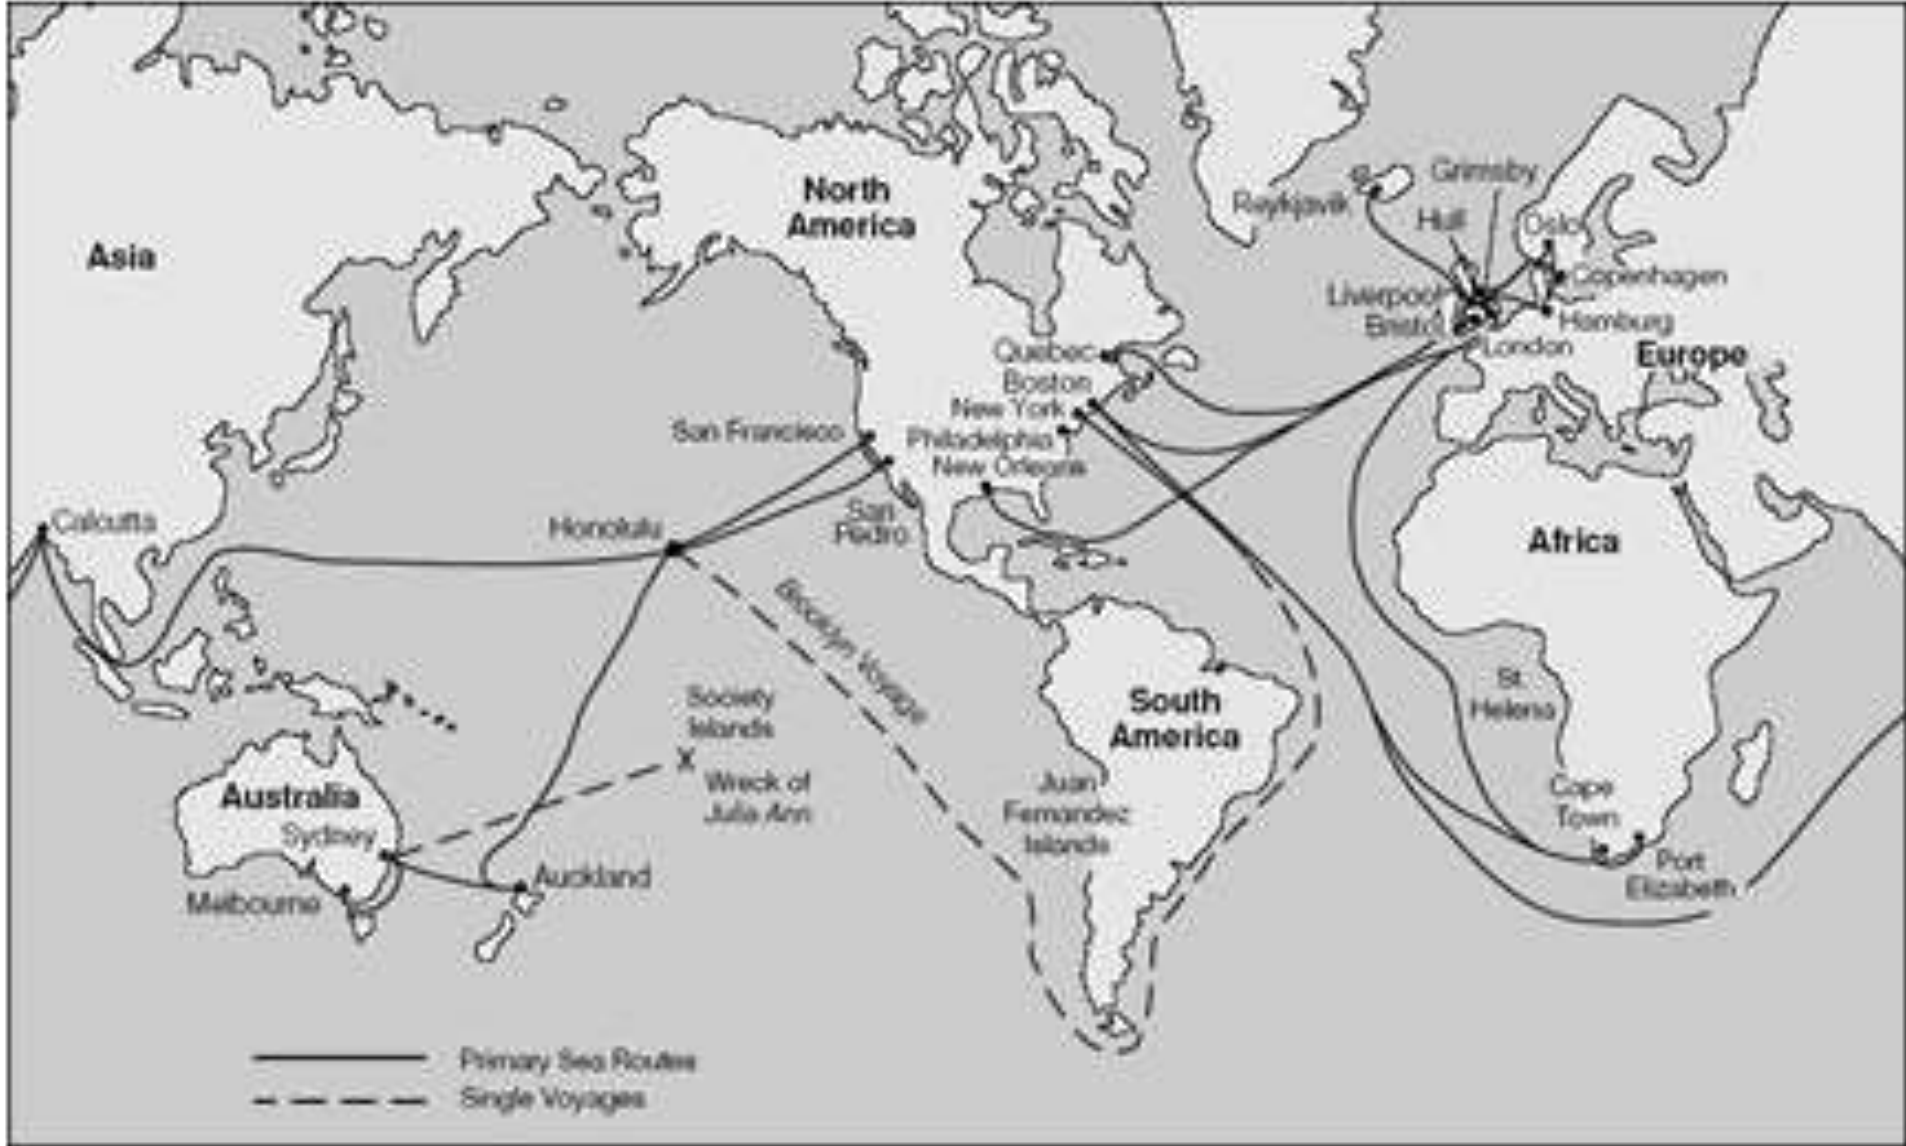 North
America
Asia
Grimsby
Reykjavik
Hull
Oslo
Copenhagen
Liverpool
Bristol
Hamburg
London
Europe
Quebec
Boston
New York
San Francisco
Philadelphia
New Orleans
Calcutta
Honolulu
San
Pedro
Africa
Brooklyn Voyage
Society
Islands
South
America
St.
Helena
Wreck of
Julia Ann
Juan
Fernandez
Islands
Australia
Sydney
Cape
Town
Port
Elizabeth
Auckland
Melbourne
Primary Sea Routes
Single Voyages